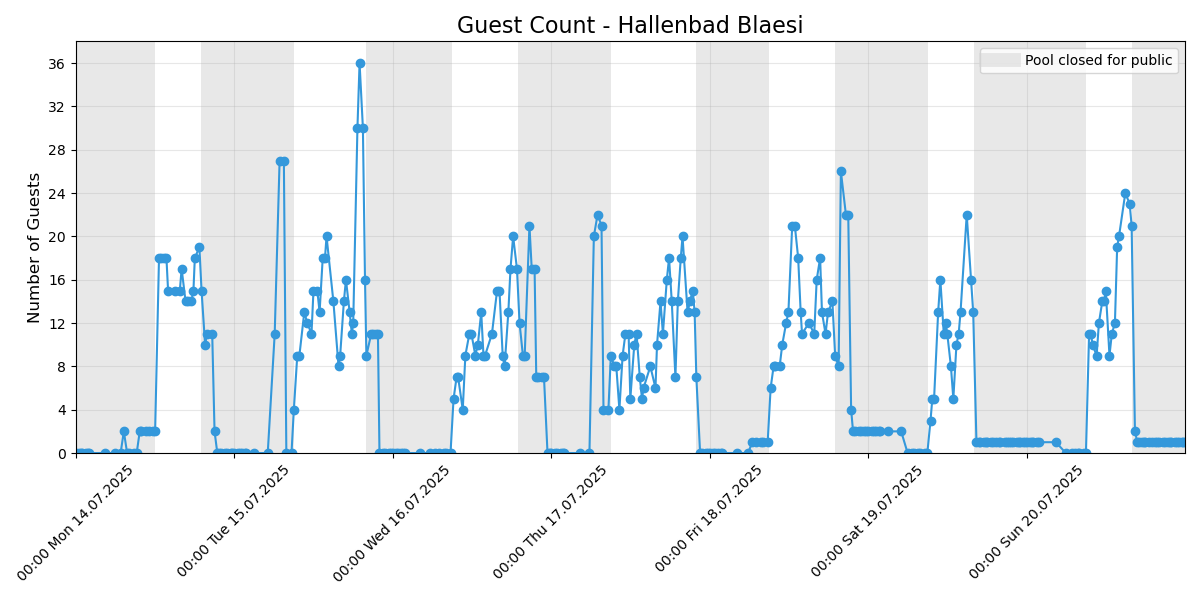 Guest Count - Hallenbad Blaesi
Pool closed for public
Number of Guests
36
32
28
24
20
16
12
8
4
0
00:00 Mon 14.07.2025
00:00 Tue 15.07.2025
00:00 Wed 16.07.2025
00:00 Thu 17.07.2025
00:00 Fri 18.07.2025
00:00 Sat 19.07.2025
00:00 Sun 20.07.2025